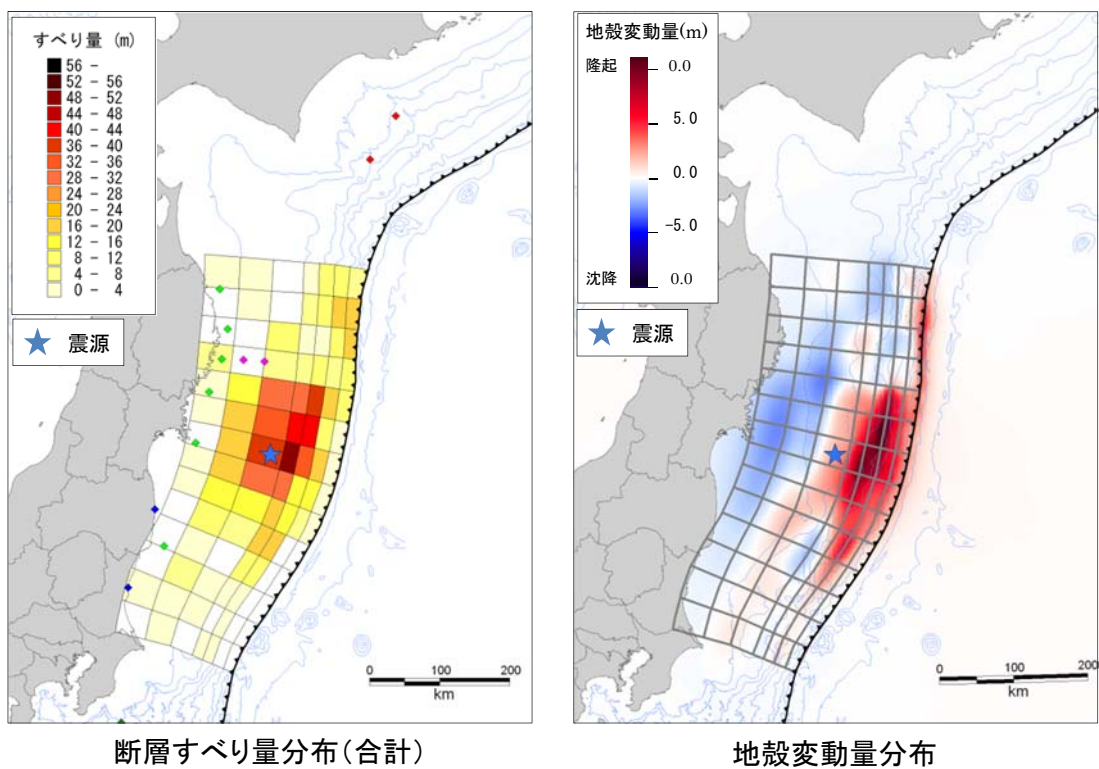 すべり量 (m)
56 -
52 - 56
48 - 52
44 - 48
40 - 44
36 - 40
32 - 36
28 - 32
24 - 28
20 - 24
16 - 20
12 - 16
8 - 12
4 - 8
0 - 4
震源
0 100 200
km
断層すべり量分布(合計)
地殻変動量(m)
隆起 0.0
5.0
0.0
-5.0
沈降 0.0
震源
0 100 200
km
地殻変動量分布